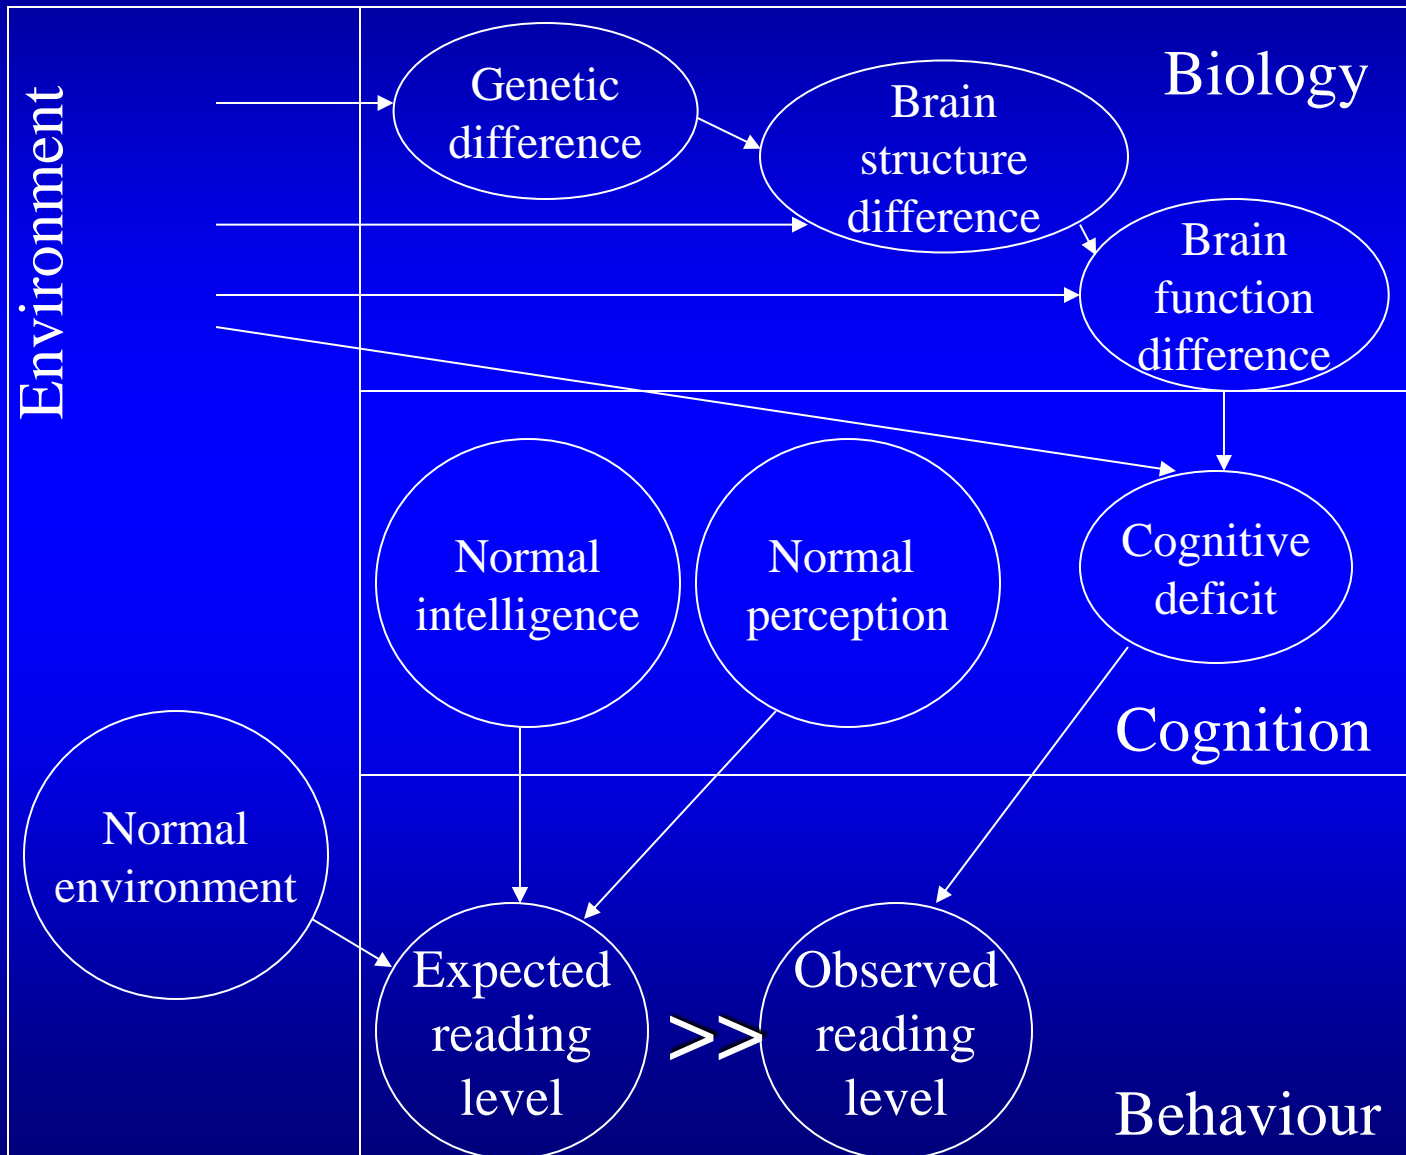 Environment
Biology
Genetic
difference
Brain
structure
difference
Brain
function
difference
Normal
intelligence
Normal
perception
Cognitive
deficit
Cognition
Normal
environment
Expected
reading
level
>>
Observed
reading
level
Behaviour